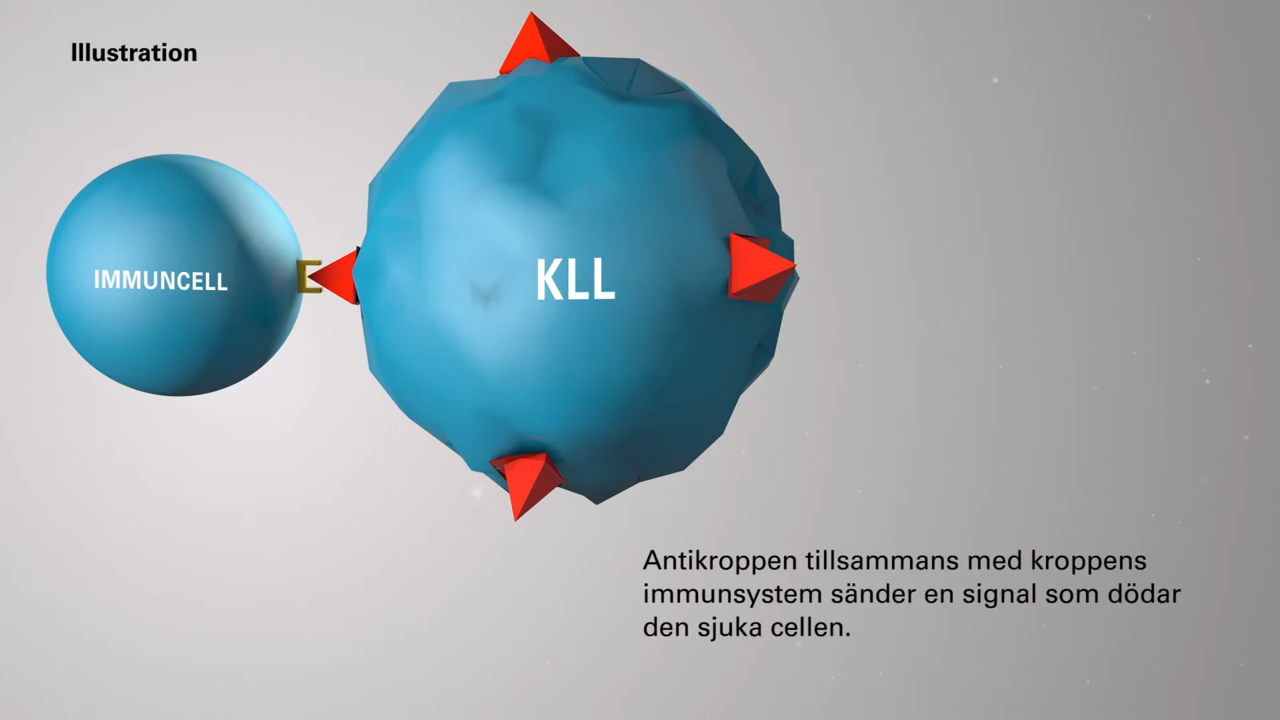 Illustration
IMMUNCELL
KLL
Antikroppen tillsammans med kroppens
immunsystem sänder en signal som dödar
den sjuka cellen.